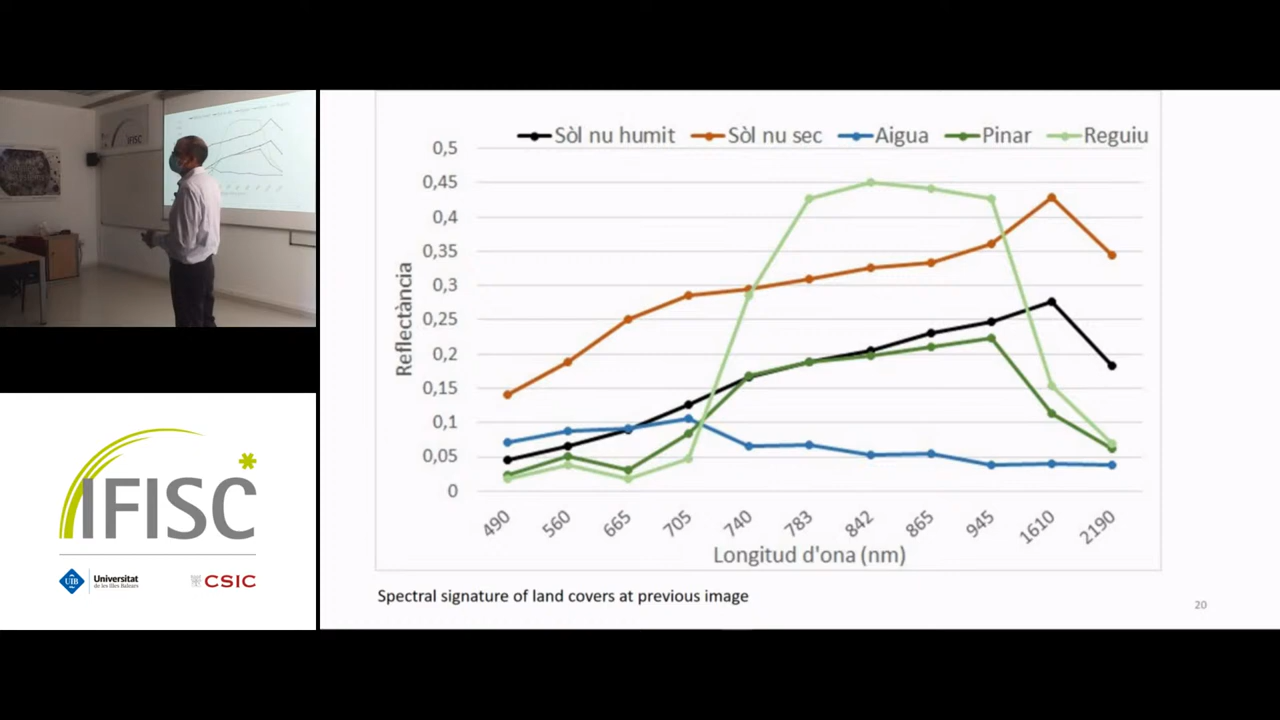 IFISC
Sòl nu humit Sòl nu sec Aigua Pinar Reguiu
0,5
0,45
0,4
0,35
0,3
0,25
0,2
0,15
0,1
0,05
0
Reflectància
490 560 665 705 740 783 842 865 945 1610 2190
Longitud d'ona (nm)
Spectral signature of land covers at previous image
20
IFISC
UIB Universitat de les Illes Balears
CSIC